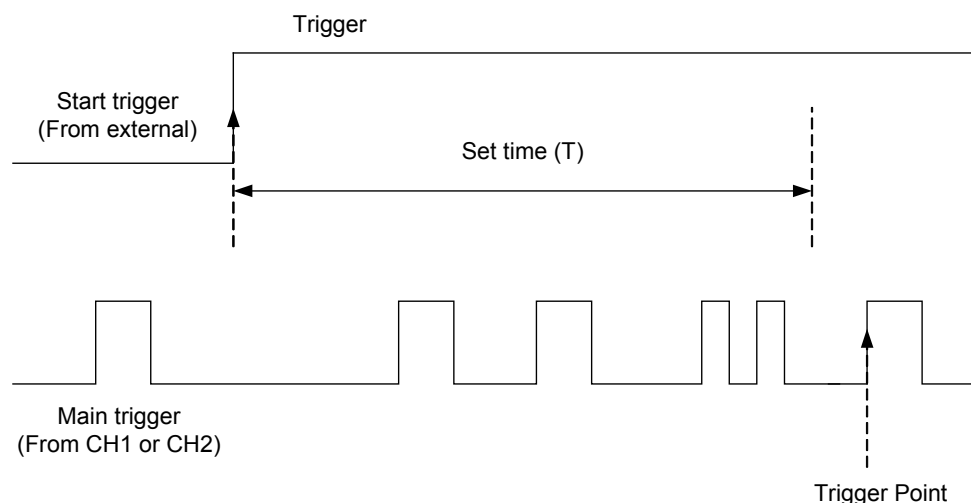 Trigger
Start trigger
(From external)
Set time (T)
Main trigger
(From CH1 or CH2)
Trigger Point